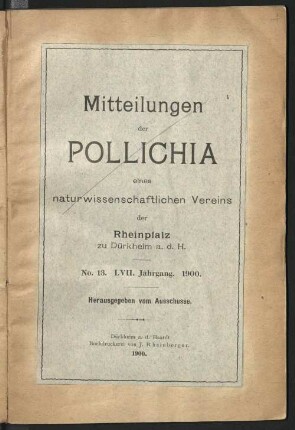 Mitteilungen
der
POLLICHIA
eines
naturwissenschaftlichen Vereins
der
Rheinpfalz
zu Dürkheim a. d. H.
No. 13. LVII. Jahrgang. 1900.
Herausgegeben vom Ausschusse.
Dürkheim a. d. Haardt
Buchdruckerei von J. Rheinberger.
1900.